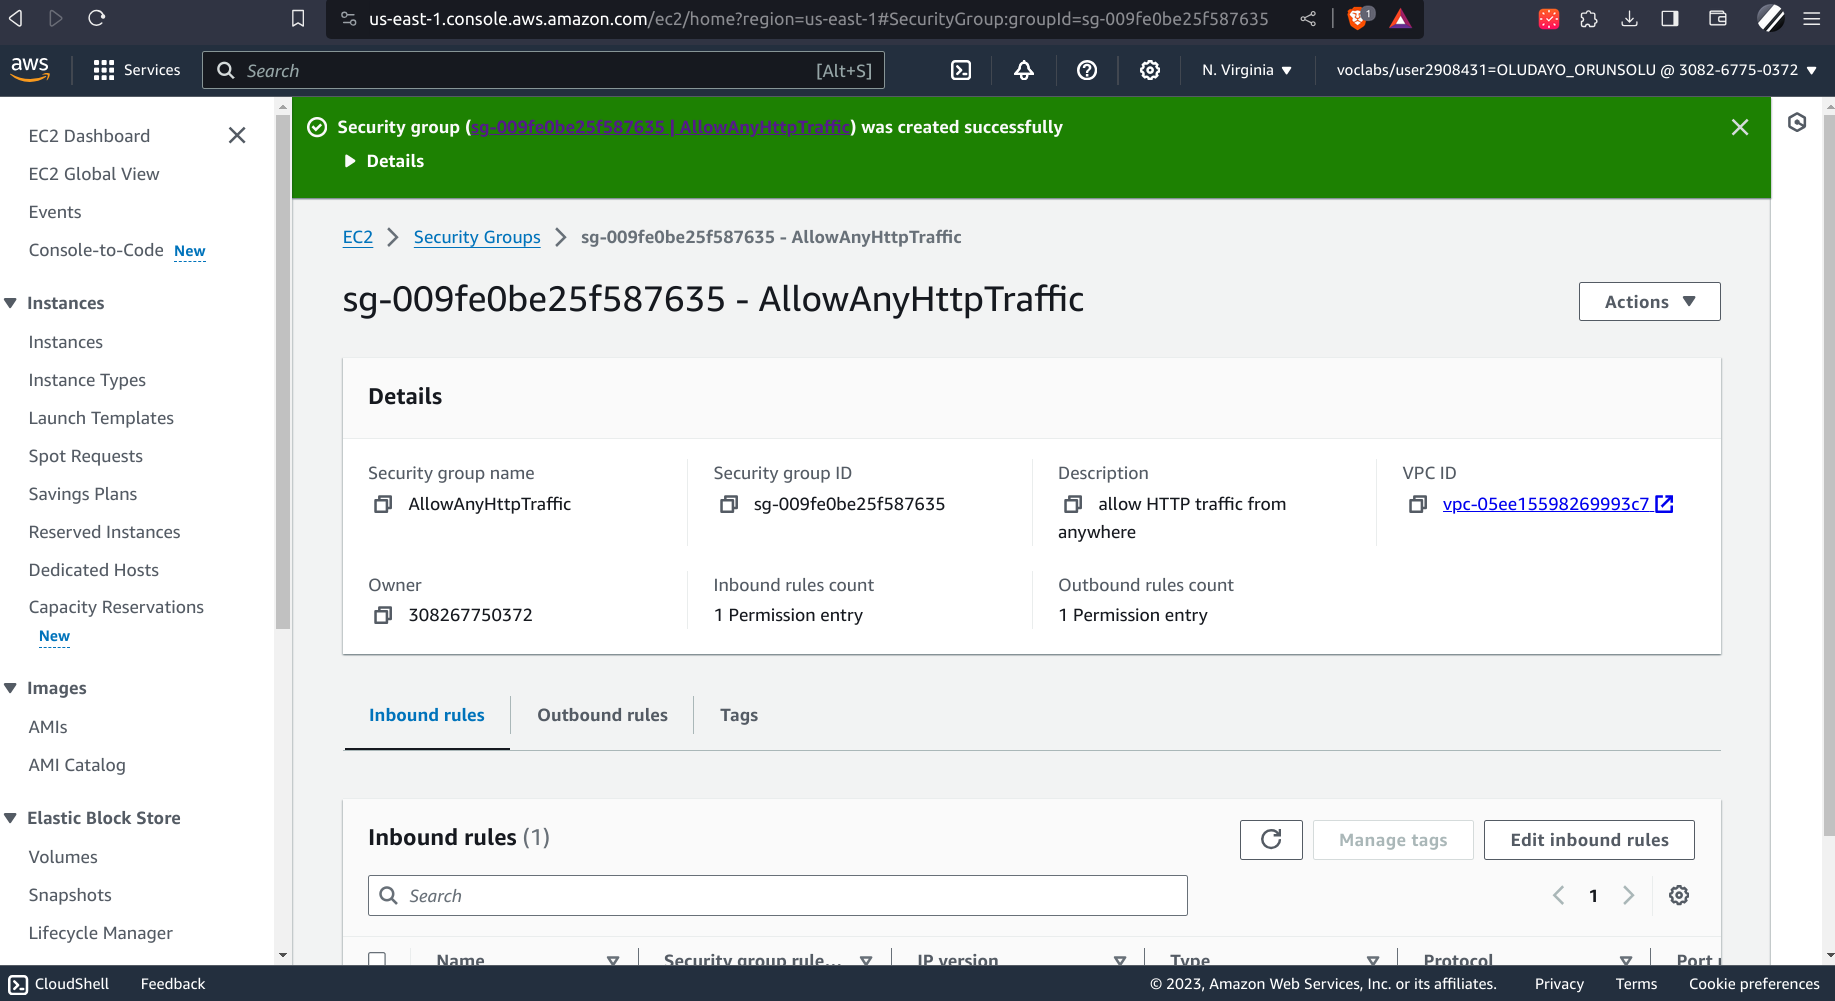 us-east-1.console.aws.amazon.com/ec2/home?region=us-east-1#SecurityGroup:groupId=sg-009fe0be25f587635
1
aws
Services
Search
[Alt+S]
N. Virginia
voclabs/user2908431=OLUDAYO_ORUNSOLU @ 3082-6775-0372
EC2 Dashboard
EC2 Global View
Events
Console-to-Code New
Instances
Instances
Instance Types
Launch Templates
Spot Requests
Savings Plans
Reserved Instances
Dedicated Hosts
Capacity Reservations
New
Images
AMIs
AMI Catalog
Elastic Block Store
Volumes
Snapshots
Lifecycle Manager
Security group (sg-009fe0be25f587635 | AllowAnyHttpTraffic) was created successfully
Details
EC2
Security Groups
sg-009fe0be25f587635 - AllowAnyHttpTraffic
sg-009fe0be25f587635 - AllowAnyHttpTraffic
Actions
Details
Security group name
AllowAnyHttpTraffic
Security group ID
sg-009fe0be25f587635
Description
allow HTTP traffic from
anywhere
VPC ID
vpc-05ee15598269993c7
Owner
308267750372
Inbound rules count
1 Permission entry
Outbound rules count
1 Permission entry
Inbound rules
Outbound rules
Tags
Inbound rules (1)
Manage tags
Edit inbound rules
Search
1
Name
Security group rule...
IP version
Type
Protocol
Port
CloudShell
Feedback
© 2023, Amazon Web Services, Inc. or its affiliates.
Privacy
Terms
Cookie preferences